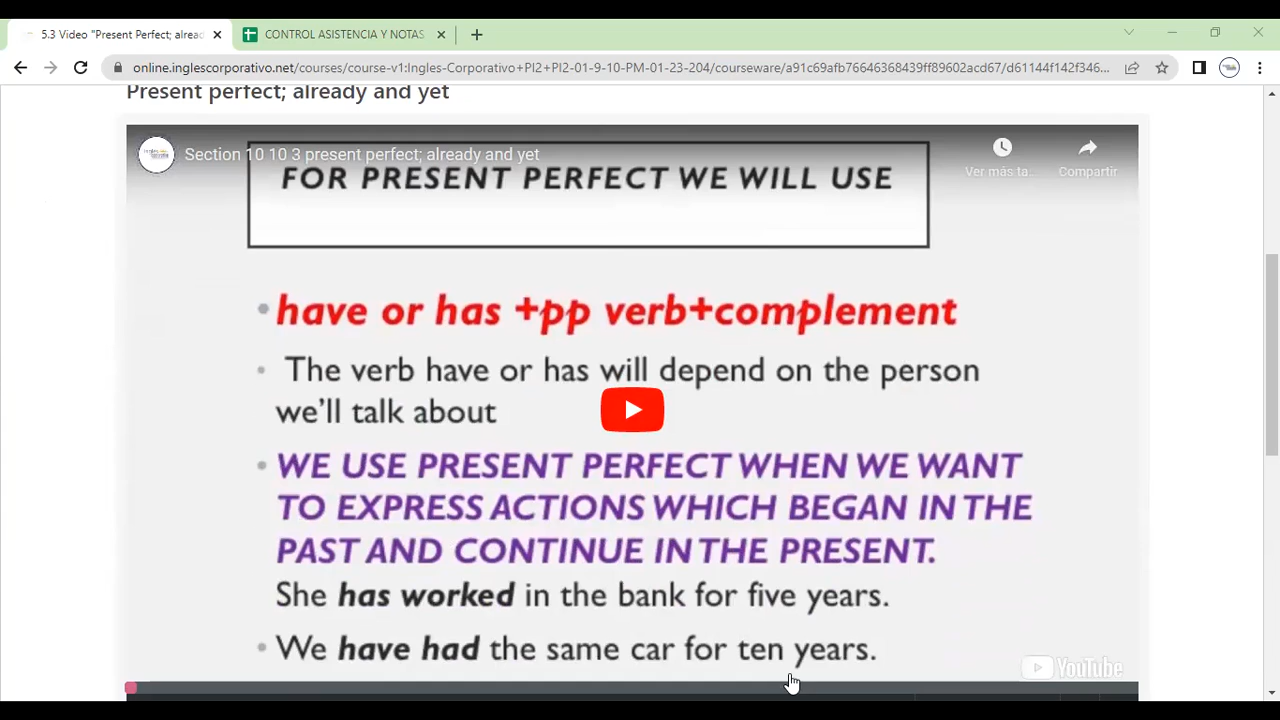 5.3 Video "Present Perfect; alread
CONTROL ASISTENCIA Y NOTAS
online.inglescorporativo.net/courses/course-v1:Ingles-Corporativo+PI2+PI2-01-9-10-PM-01-23-204/courseware/a91c69afb76646368439ff89602acd67/d61144f142f346...
Present perfect; already and yet
Section 10 10 3 present perfect; already and yet
Ver más ta...
Compartir
FOR PRESENT PERFECT WE WILL USE
• have or has +pp verb+complement
• The verb have or has will depend on the person
we'll talk about
• WE USE PRESENT PERFECT WHEN WE WANT
TO EXPRESS ACTIONS WHICH BEGAN IN THE
PAST AND CONTINUE IN THE PRESENT.
She has worked in the bank for five years.
• We have had the same car for ten years.
YouTube